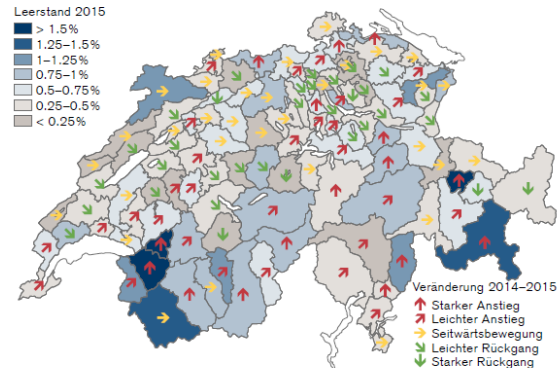 Leerstand 2015
> 1.5%
1.25–1.5%
1–1.25%
0.75–1%
0.5–0.75%
0.25–0.5%
< 0.25%
Veränderung 2014–2015
Starker Anstieg
Leichter Anstieg
Seitwärtsbewegung
Leichter Rückgang
Starker Rückgang